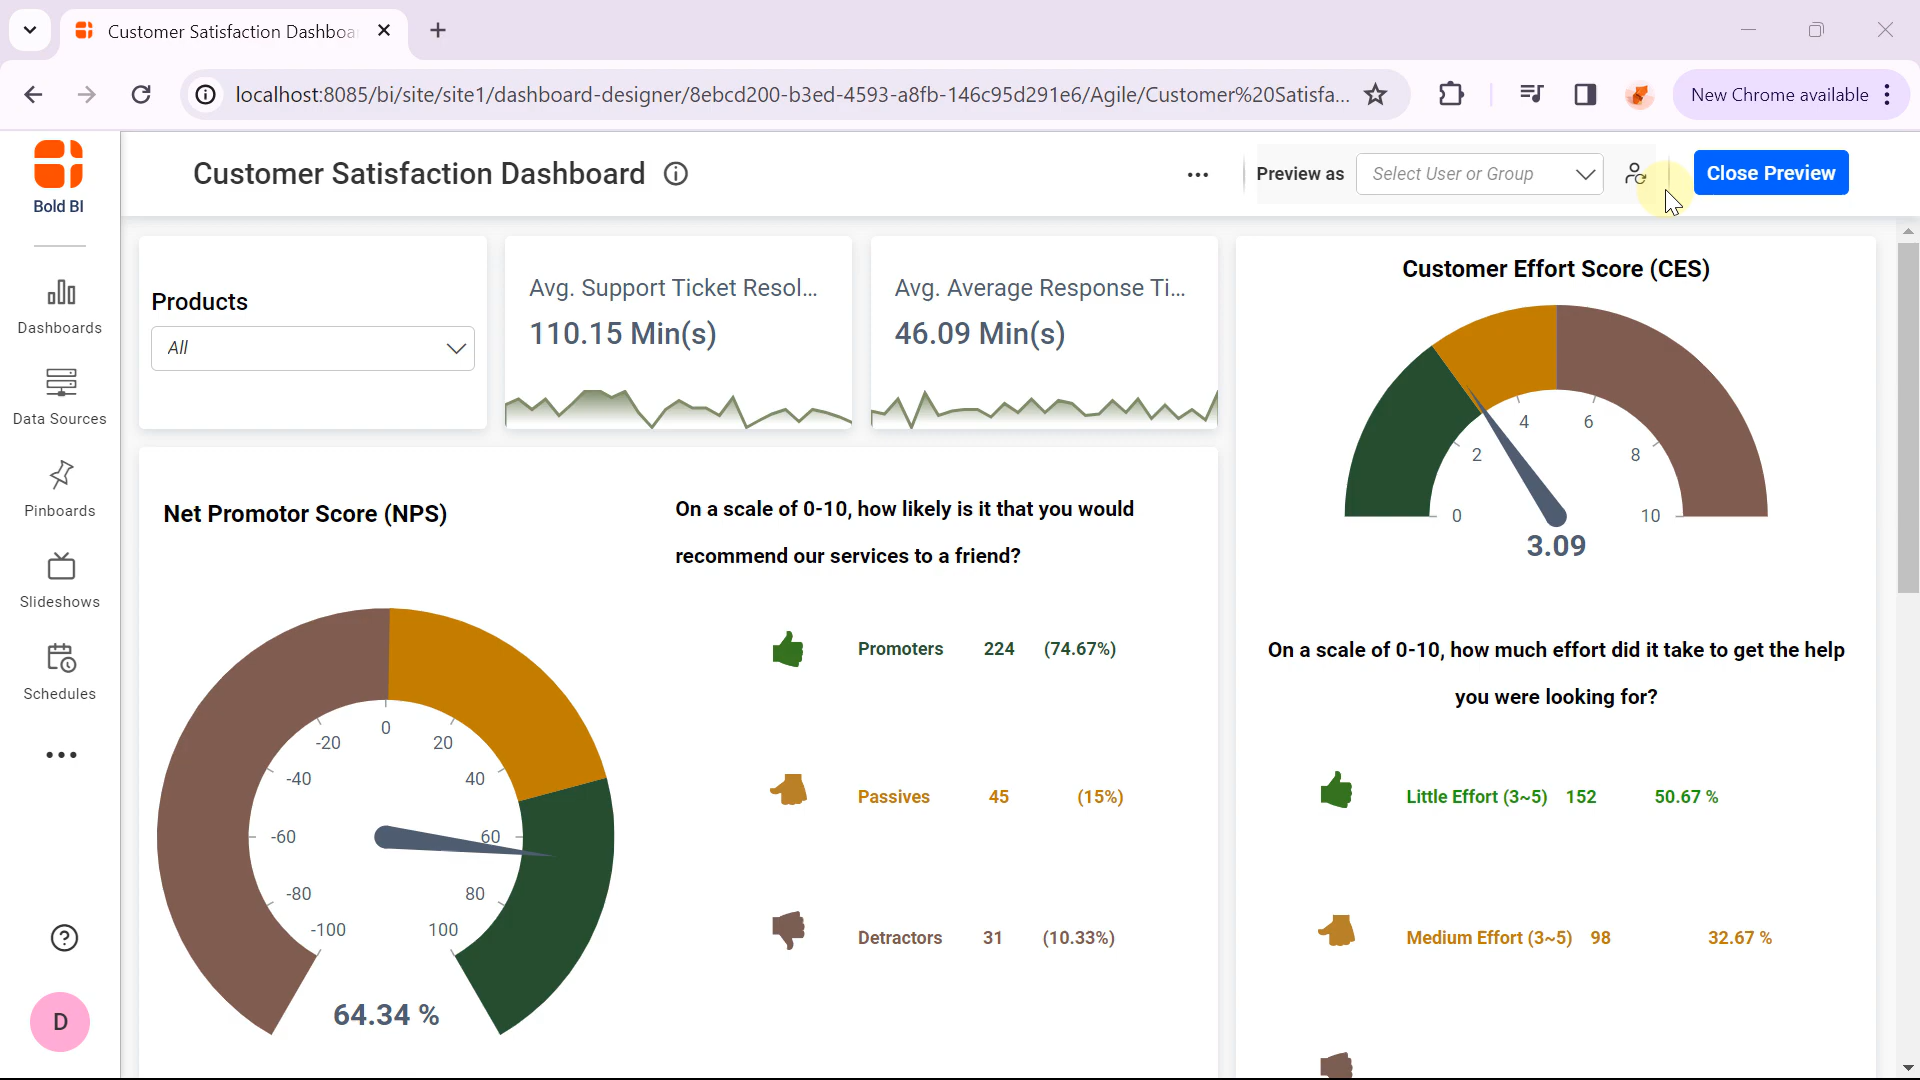 Customer Satisfaction Dashboa
localhost:8085/bi/site/site1/dashboard-designer/8ebcd200-b3ed-4593-a8fb-146c95d291e6/Agile/Customer%20Satisfa...
New Chrome available
Bold BI
Dashboards
Data Sources
Pinboards
Slideshows
Schedules
D
Customer Satisfaction Dashboard
Preview as
Select User or Group
Close Preview
Products
All
Avg. Support Ticket Resol...
110.15 Min(s)
Avg. Average Response Ti...
46.09 Min(s)
Net Promotor Score (NPS)
-100
-80
-60
-40
-20
0
20
40
60
80
100
64.34 %
On a scale of 0-10, how likely is it that you would
recommend our services to a friend?
Promoters 224 (74.67%)
Passives 45 (15%)
Detractors 31 (10.33%)
Customer Effort Score (CES)
0
2
4
6
8
10
3.09
On a scale of 0-10, how much effort did it take to get the help
you were looking for?
Little Effort (3~5) 152 50.67 %
Medium Effort (3~5) 98 32.67 %